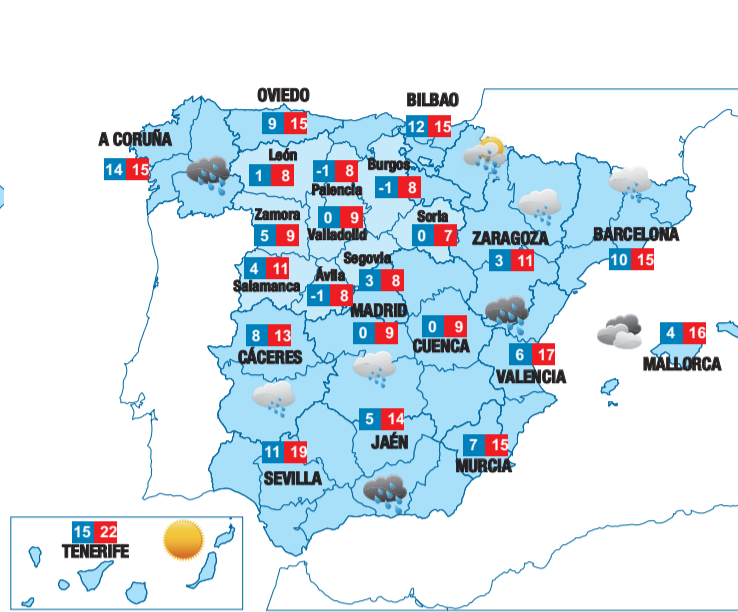 OVIEDO
9 15
BILBAO
12 15
A CORUÑA
14 15
León
1 8
-1 8
Palencia
Burgos
-1 8
Zamora
5 9
0 9
Valladolid
Soria
0 7
ZARAGOZA
3 11
BARCELONA
10 15
4 11
Salamanca
Ávila
-1 8
Segovia
3 8
MADRID
0 9
0 9
CUENCA
8 13
CÁCERES
6 17
VALENCIA
4 16
MALLORCA
5 14
JAÉN
11 19
SEVILLA
7 15
MURCIA
15 22
TENERIFE